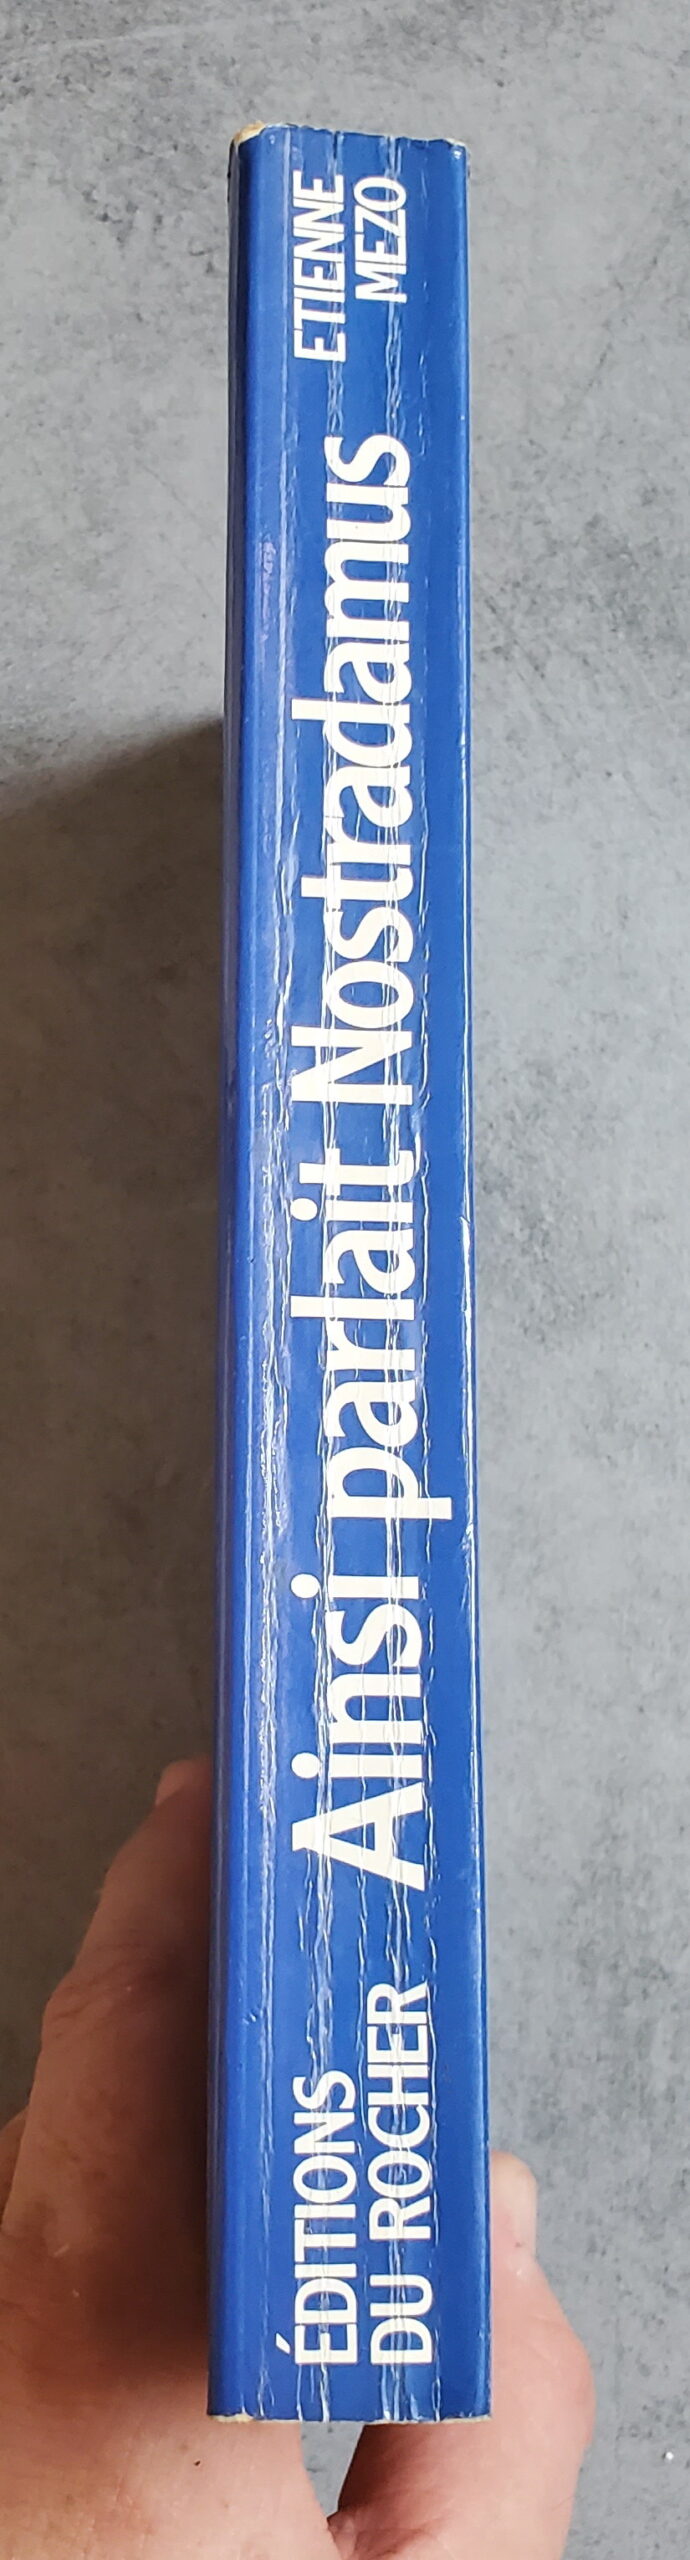 ETIENNE
MEZO
Ainsi parlait Nostradamus
ÉDITIONS
DU ROCHER